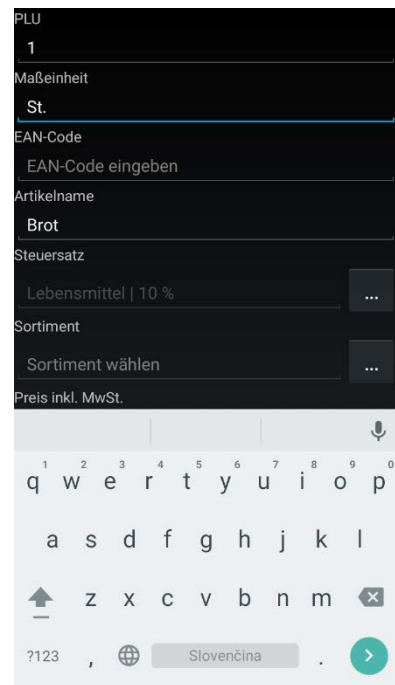 PLU
1
Maßeinheit
St.
EAN-Code
EAN-Code eingeben
Artikelname
Brot
Steuersatz
Lebensmittel | 10 %
...
Sortiment
Sortiment wählen
...
Preis inkl. MwSt.
1 2 3 4 5 6 7 8 9 0
q w e r t y u i o p
a s d f g h j k l
z x c v b n m
?123 , Slovenčina .